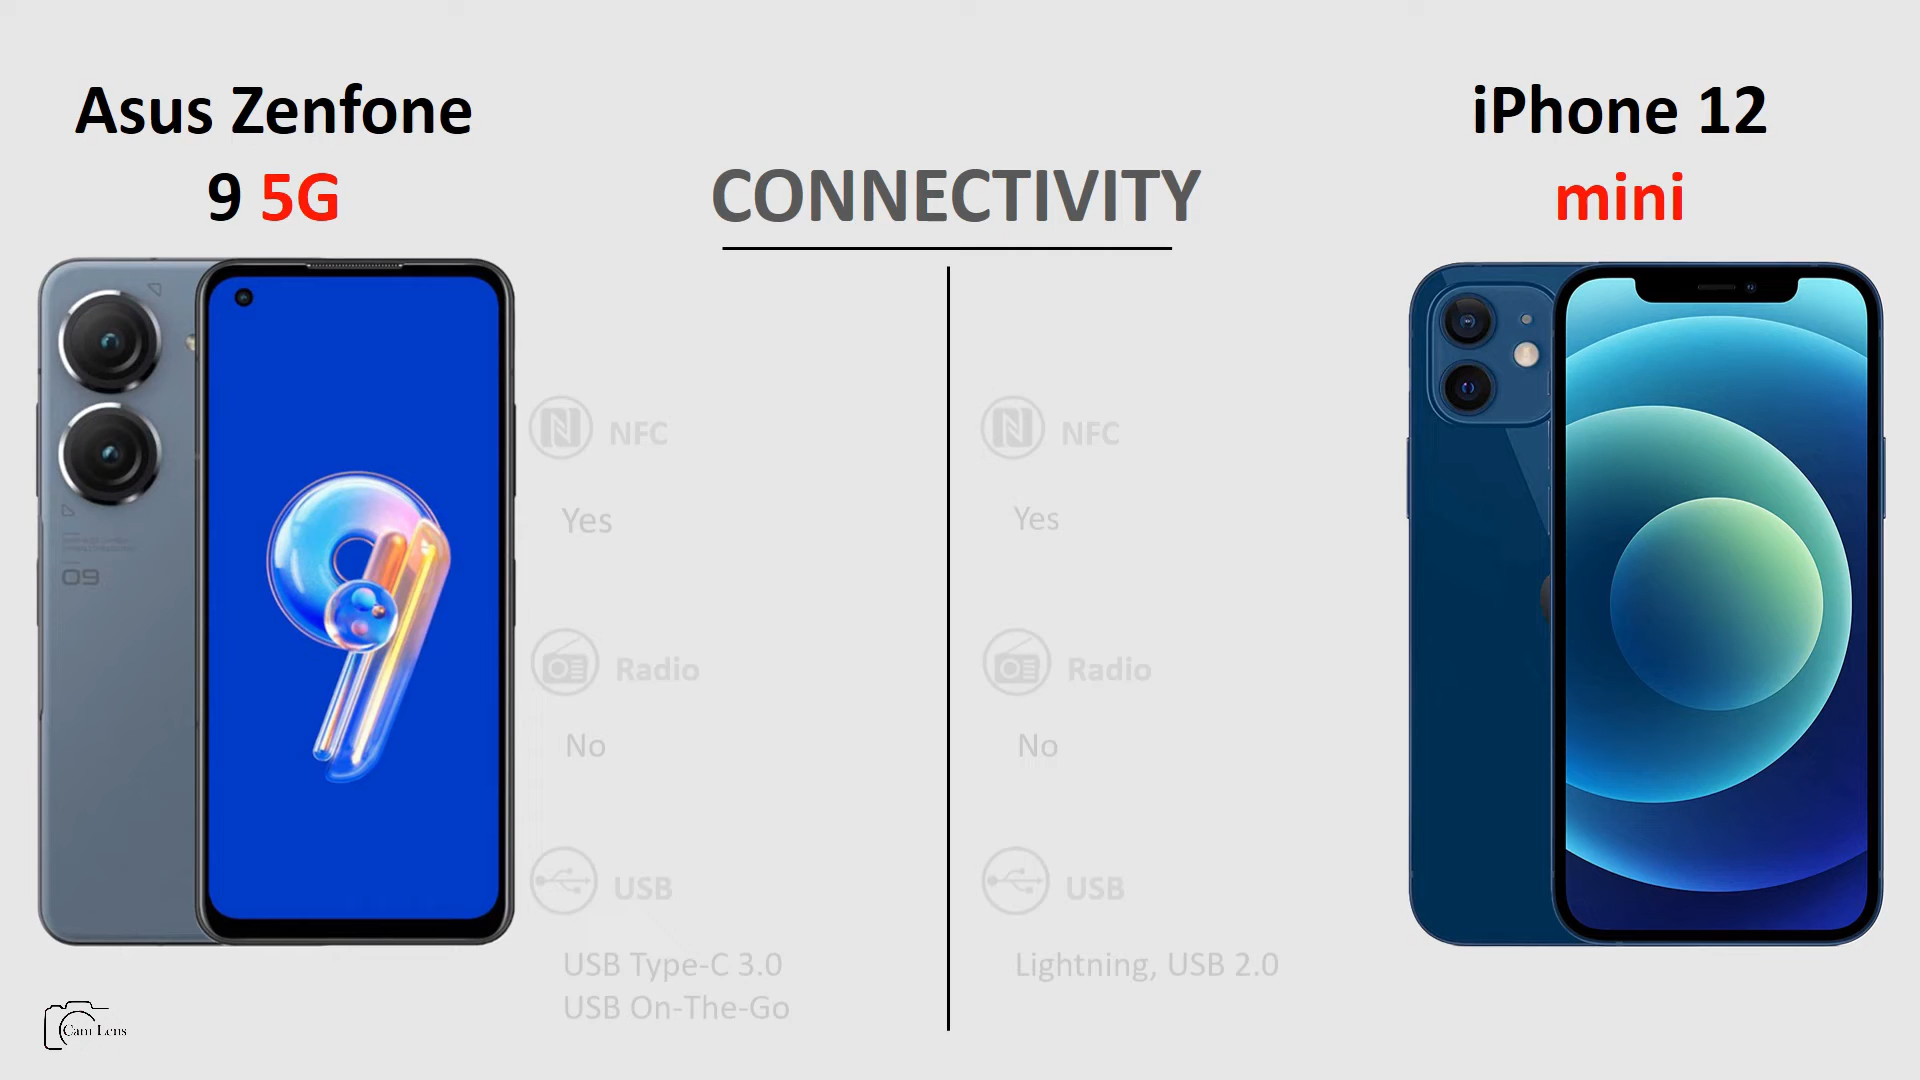 Asus Zenfone
9 5G
CONNECTIVITY
iPhone 12
mini
09
NFC
Yes
Radio
No
USB
USB Type-C 3.0
USB On-The-Go
NFC
Yes
Radio
No
USB
Lightning, USB 2.0
Cam Lens